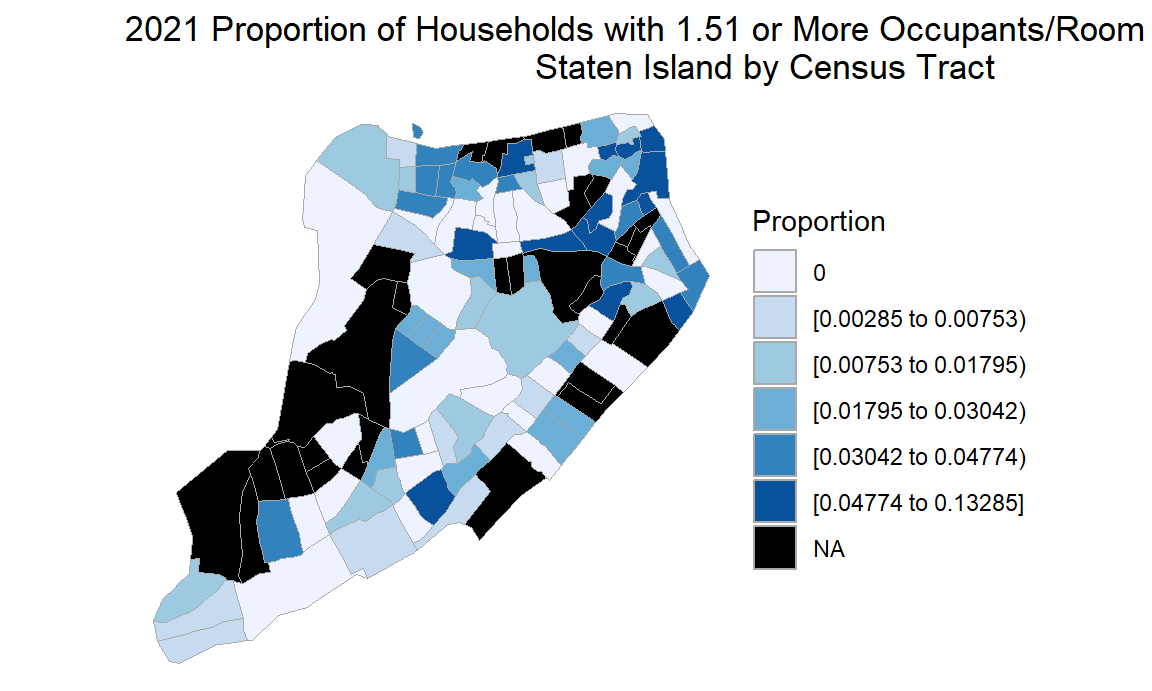 2021 Proportion of Households with 1.51 or More Occupants/Room
Staten Island by Census Tract
Proportion
0
[0.00285 to 0.00753)
[0.00753 to 0.01795)
[0.01795 to 0.03042)
[0.03042 to 0.04774)
[0.04774 to 0.13285]
NA